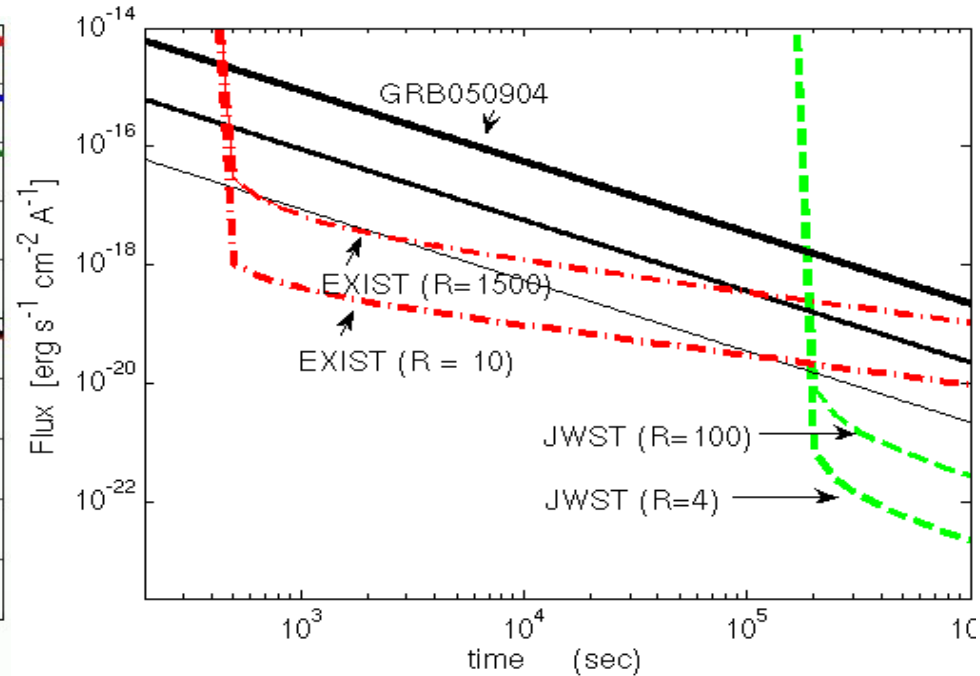 10^-14
10^-16
10^-18
10^-20
10^-22
Flux [erg s^-1 cm^-2 A^-1]
GRB050904
EXIST (R=1500)
EXIST (R = 10)
JWST (R=100)
JWST (R=4)
10^3
10^4
10^5
10
time (sec)